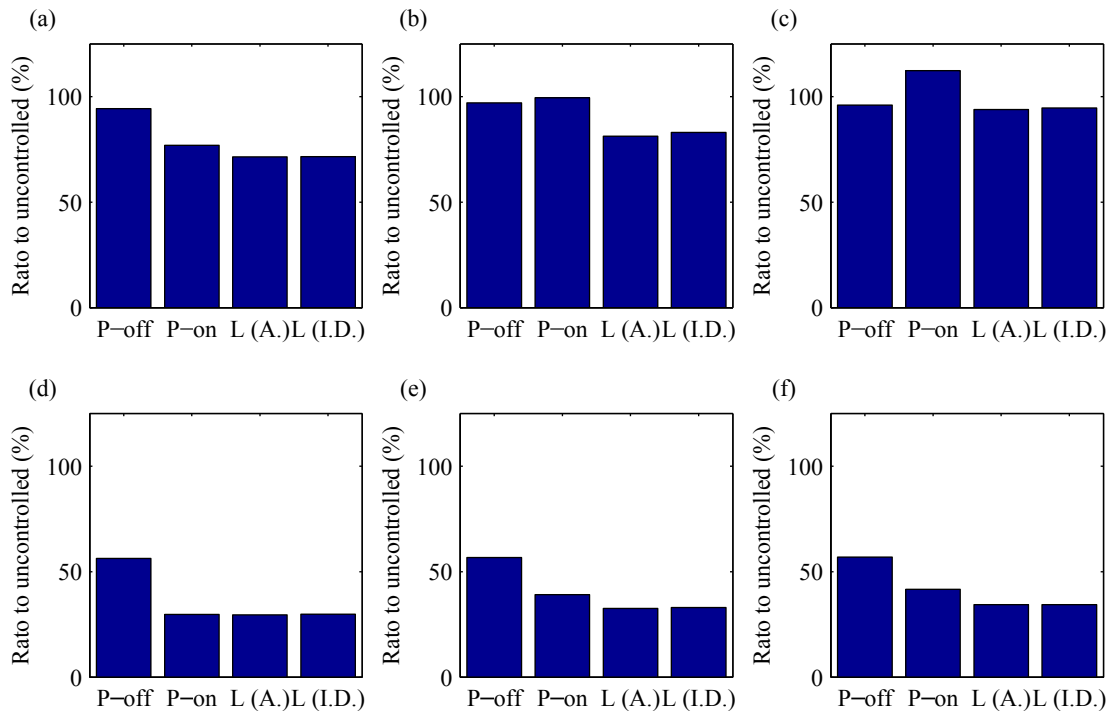 (a)
Rato to uncontrolled (%)
100
50
0
P−off P−on L (A.) L (I.D.)
(b)
Rato to uncontrolled (%)
100
50
0
P−off P−on L (A.) L (I.D.)
(c)
Rato to uncontrolled (%)
100
50
0
P−off P−on L (A.) L (I.D.)
(d)
Rato to uncontrolled (%)
100
50
0
P−off P−on L (A.) L (I.D.)
(e)
Rato to uncontrolled (%)
100
50
0
P−off P−on L (A.) L (I.D.)
(f)
Rato to uncontrolled (%)
100
50
0
P−off P−on L (A.) L (I.D.)